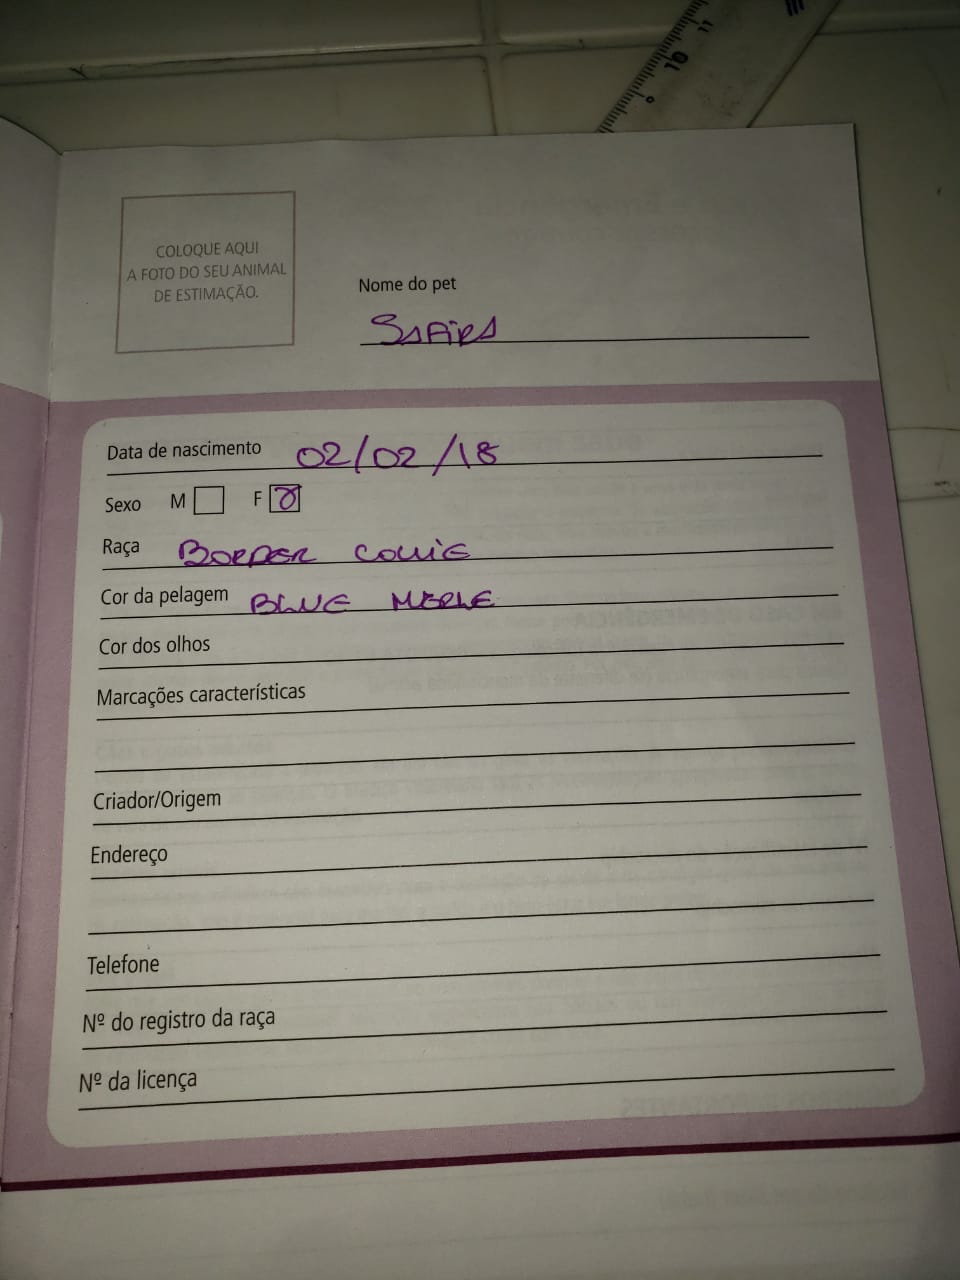 COLOQUE AQUI
A FOTO DO SEU ANIMAL
DE ESTIMAÇÃO.
Nome do pet
SAFIRA
Data de nascimento 02/02/18
Sexo M F
Raça BORDER COLLIE
Cor da pelagem BLUE MERLE
Cor dos olhos
Marcações características
Criador/Origem
Endereço
Telefone
Nº do registro da raça
Nº da licença
10 11